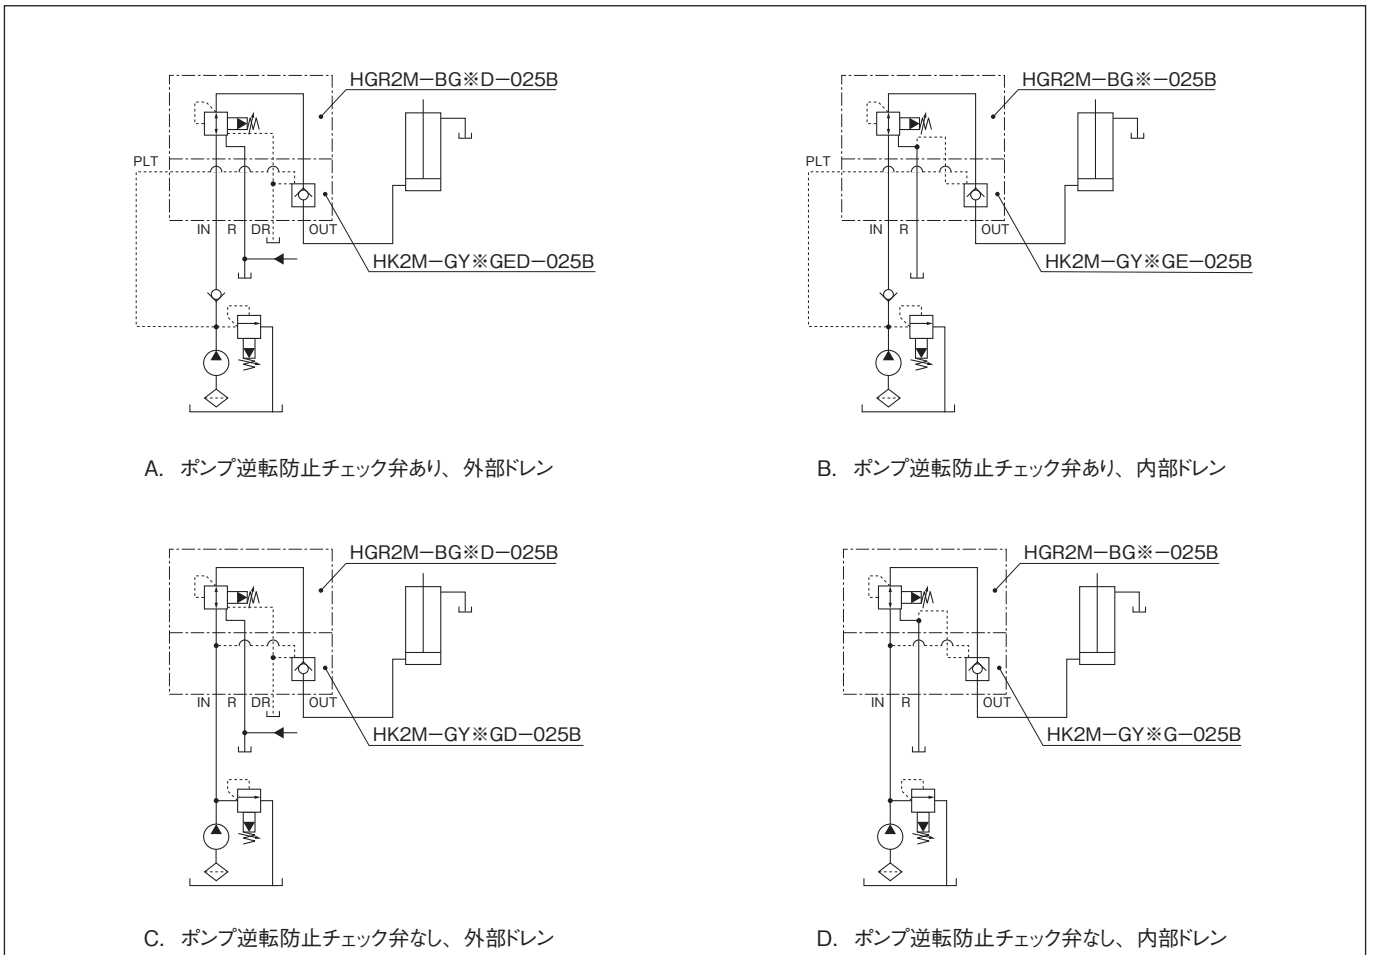 HGR2M−BG※D−025B
PLT
IN R DR OUT
HK2M−GY※GED−025B
A. ポンプ逆転防止チェック弁あり、外部ドレン
HGR2M−BG※−025B
PLT
IN R OUT
HK2M−GY※GE−025B
B. ポンプ逆転防止チェック弁あり、内部ドレン
HGR2M−BG※D−025B
IN R DR OUT
HK2M−GY※GD−025B
C. ポンプ逆転防止チェック弁なし、外部ドレン
HGR2M−BG※−025B
IN R OUT
HK2M−GY※G−025B
D. ポンプ逆転防止チェック弁なし、内部ドレン